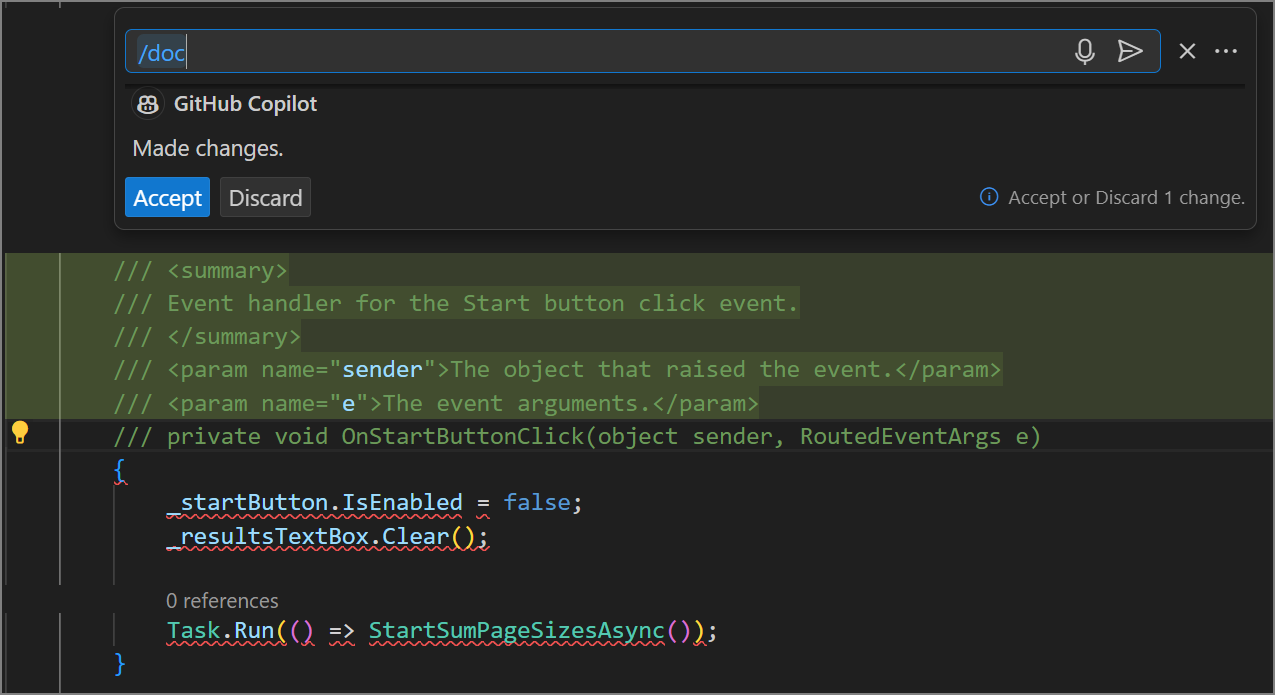 /doc
GitHub Copilot
Made changes.
Accept Discard Accept or Discard 1 change.
/// <summary>
/// Event handler for the Start button click event.
/// </summary>
/// <param name="sender">The object that raised the event.</param>
/// <param name="e">The event arguments.</param>
/// private void OnStartButtonClick(object sender, RoutedEventArgs e)
{
_startButton.IsEnabled = false;
_resultsTextBox.Clear();
0 references
Task.Run(() => StartSumPageSizesAsync());
}